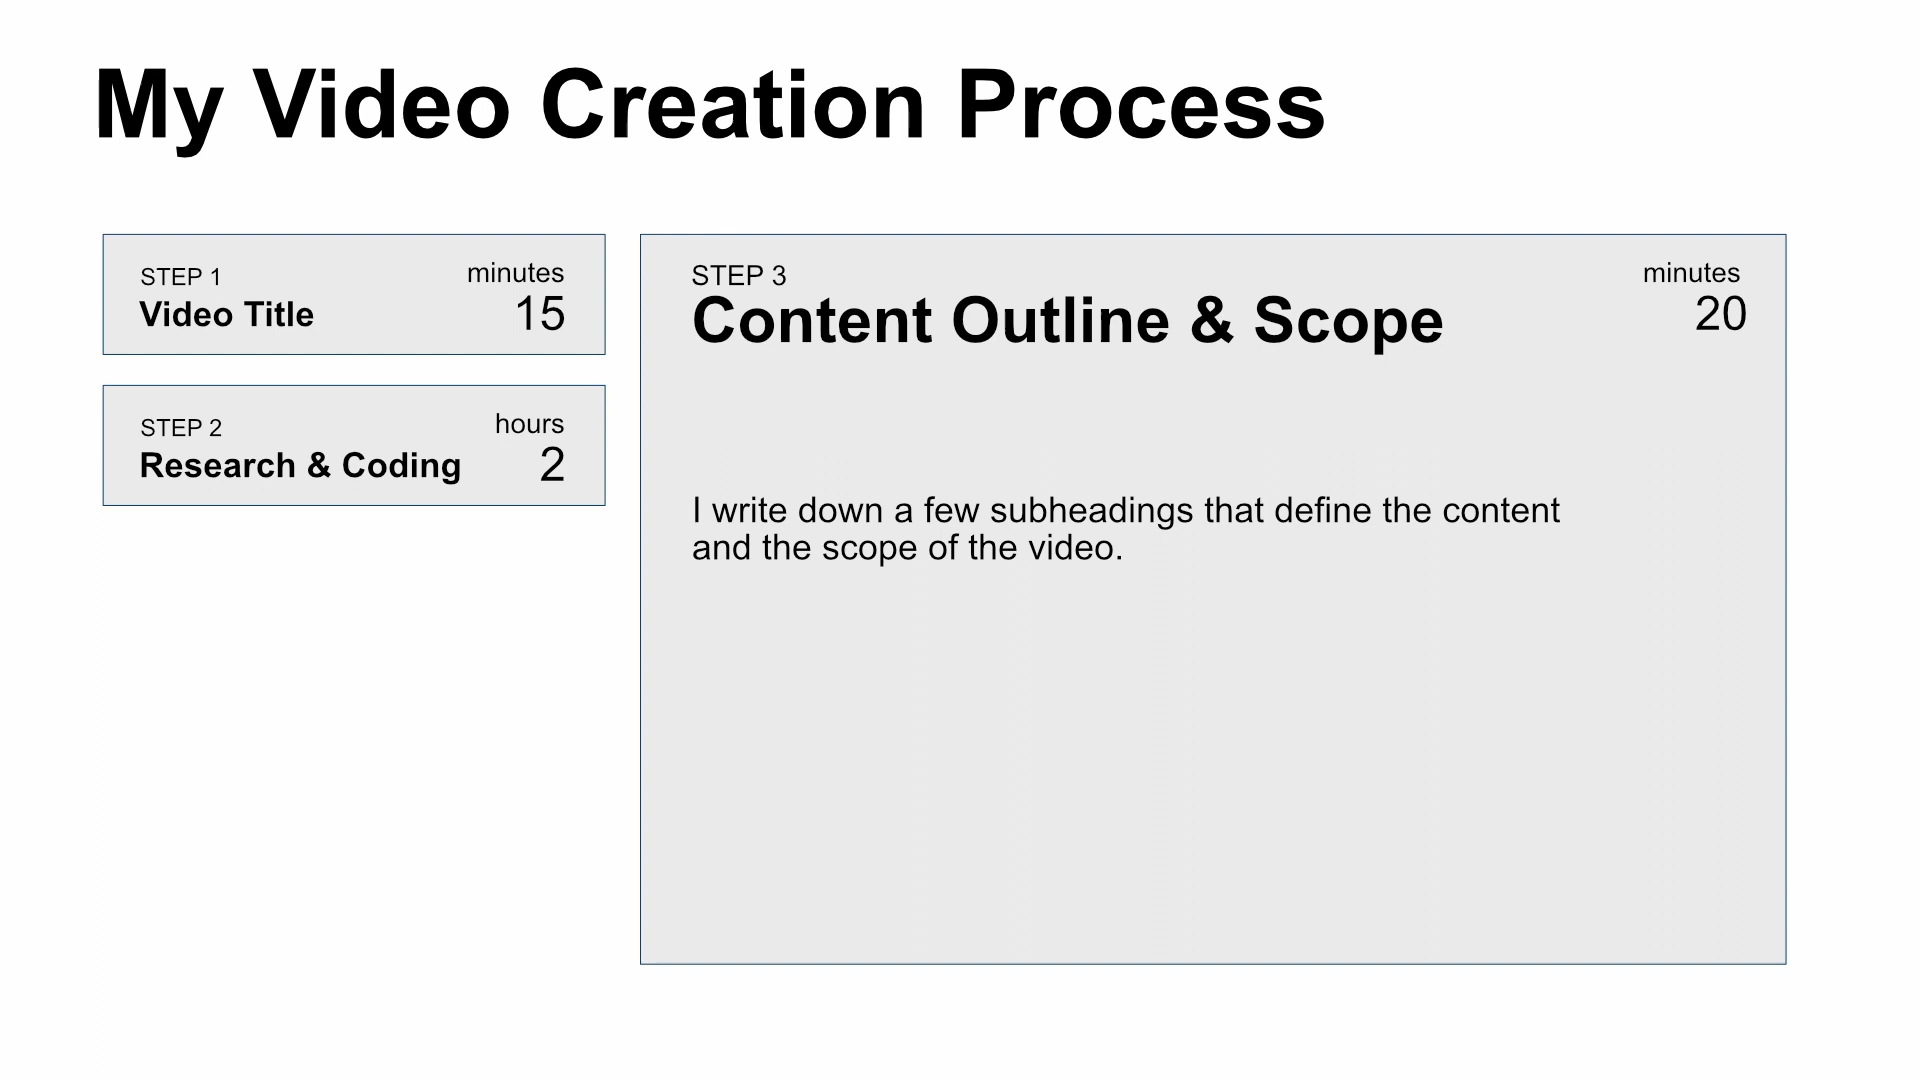 My Video Creation Process
STEP 1
minutes
Video Title
15
STEP 2
hours
Research & Coding
2
STEP 3
minutes
Content Outline & Scope
20
I write down a few subheadings that define the content
and the scope of the video.